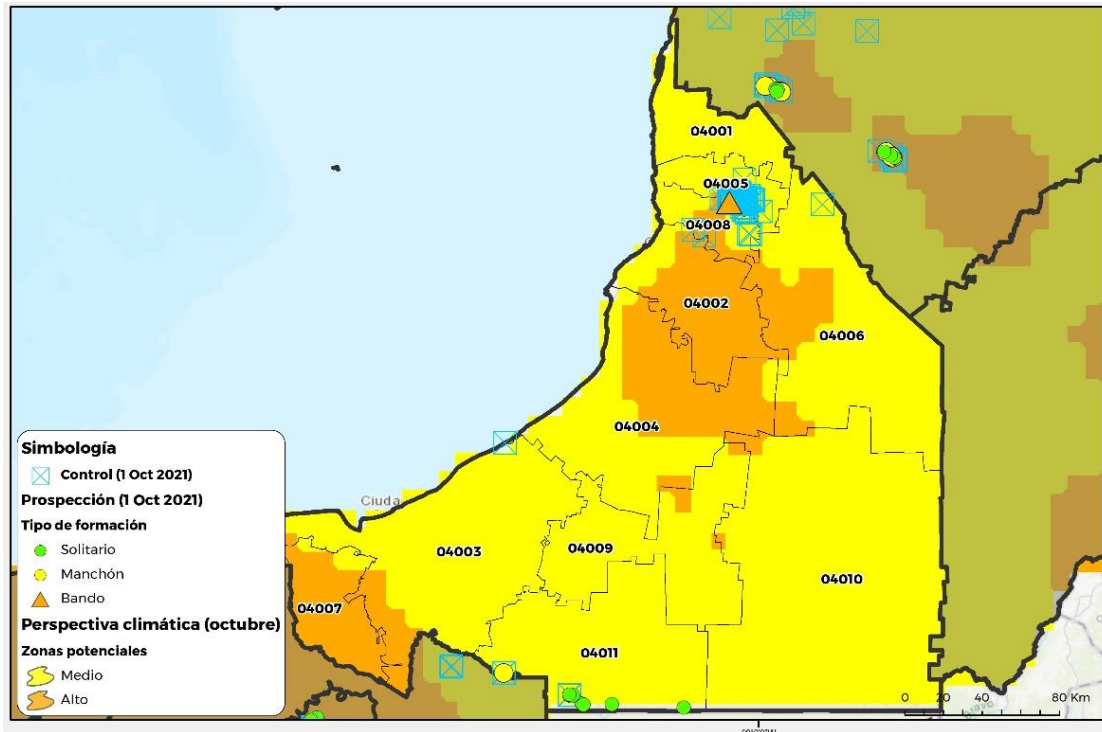 04001
04005
04008
04002
04006
04004
Simbología
Control (1 Oct 2021)
Prospección (1 Oct 2021)
Tipo de formación
Solitario
Manchón
Bando
Perspectiva climática (octubre)
Zonas potenciales
Medio
Alto
Ciuda
04003
04009
04010
04007
04011
0 20 40 80 Km